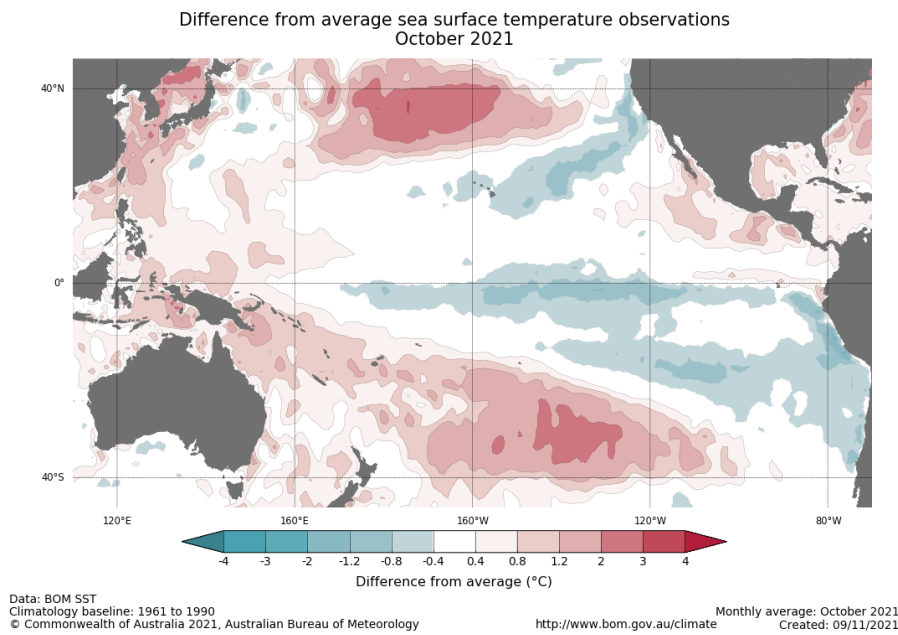 Difference from average sea surface temperature observations
October 2021
40°N
0°
40°S
120°E 160°E 160°W 120°W 80°W
-4 -3 -2 -1.2 -0.8 -0.4 0.4 0.8 1.2 2 3 4
Difference from average (°C)
Data: BOM SST
Climatology baseline: 1961 to 1990
Monthly average: October 2021
© Commonwealth of Australia 2021, Australian Bureau of Meteorology
http://www.bom.gov.au/climate
Created: 09/11/2021